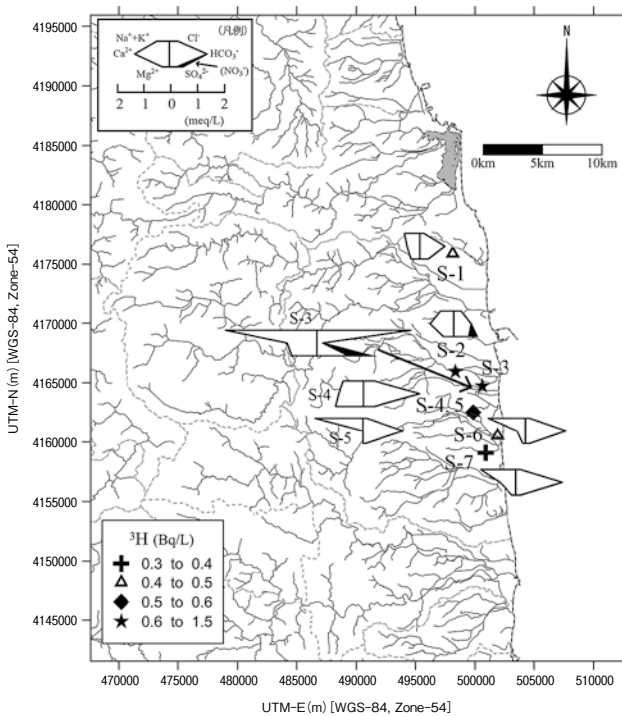 4195000
4190000
4185000
4180000
4175000
4170000
4165000
4160000
4155000
4150000
4145000
UTM-N (m) [WGS-84, Zone-54]
Na⁺+K⁺ Cl⁻ (凡例)
Ca²⁺ HCO₃⁻
Mg²⁺ SO₄²⁻ (NO₃⁻)
2 1 0 1 2
(meq/L)
N
0km 5km 10km
S-1
S-2
S-3
S-3
S-4
S-4, 5
S-5
S-6
S-7
³H (Bq/L)
0.3 to 0.4
0.4 to 0.5
0.5 to 0.6
0.6 to 1.5
470000 475000 480000 485000 490000 495000 500000 505000 510000
UTM-E (m) [WGS-84, Zone-54]